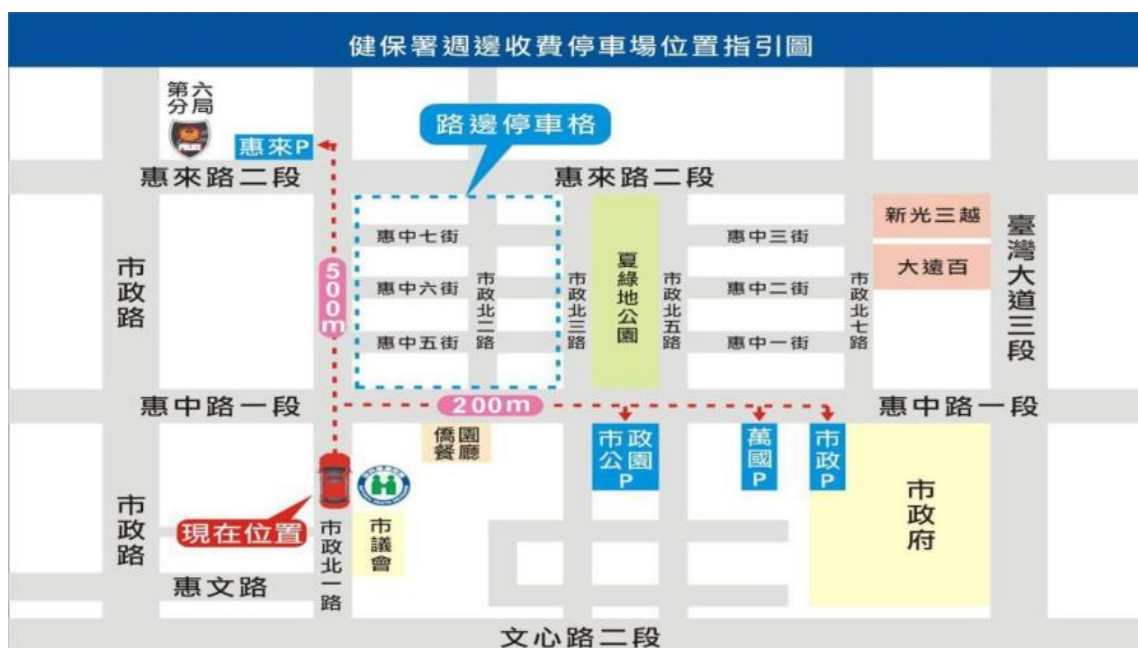 健保署週邊收費停車場位置指引圖
第六
分局
POLICE
惠來P
路邊停車格
惠來路二段
惠來路二段
惠中七街
惠中三街
新光三越
大遠百
惠中六街
惠中二街
惠中五街
惠中一街
市政路
500m
市政北二路
市政北三路
夏綠地公園
市政北五路
市政北七路
臺灣大道三段
惠中路一段
200m
惠中路一段
僑園
餐廳
市政
公園
P
萬國P
市政P
市政府
市政路
現在位置
市政北一路
市議會
惠文路
文心路二段